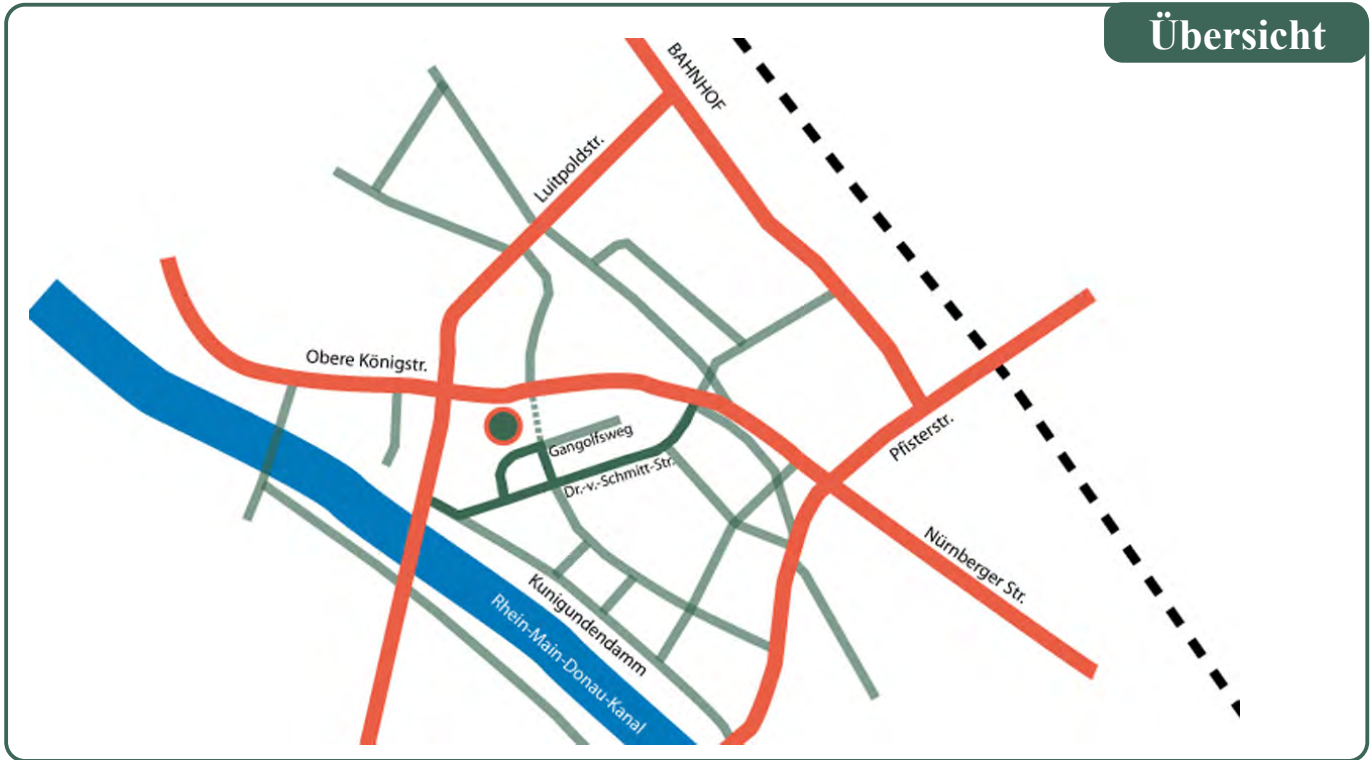 Übersicht
BAHNHOF
Luitpoldstr.
Obere Königstr.
Gangolfsweg
Dr.-v.-Schmitt-Str.
Pfisterstr.
Nürnberger Str.
Kunigundendamm
Rhein-Main-Donau-Kanal